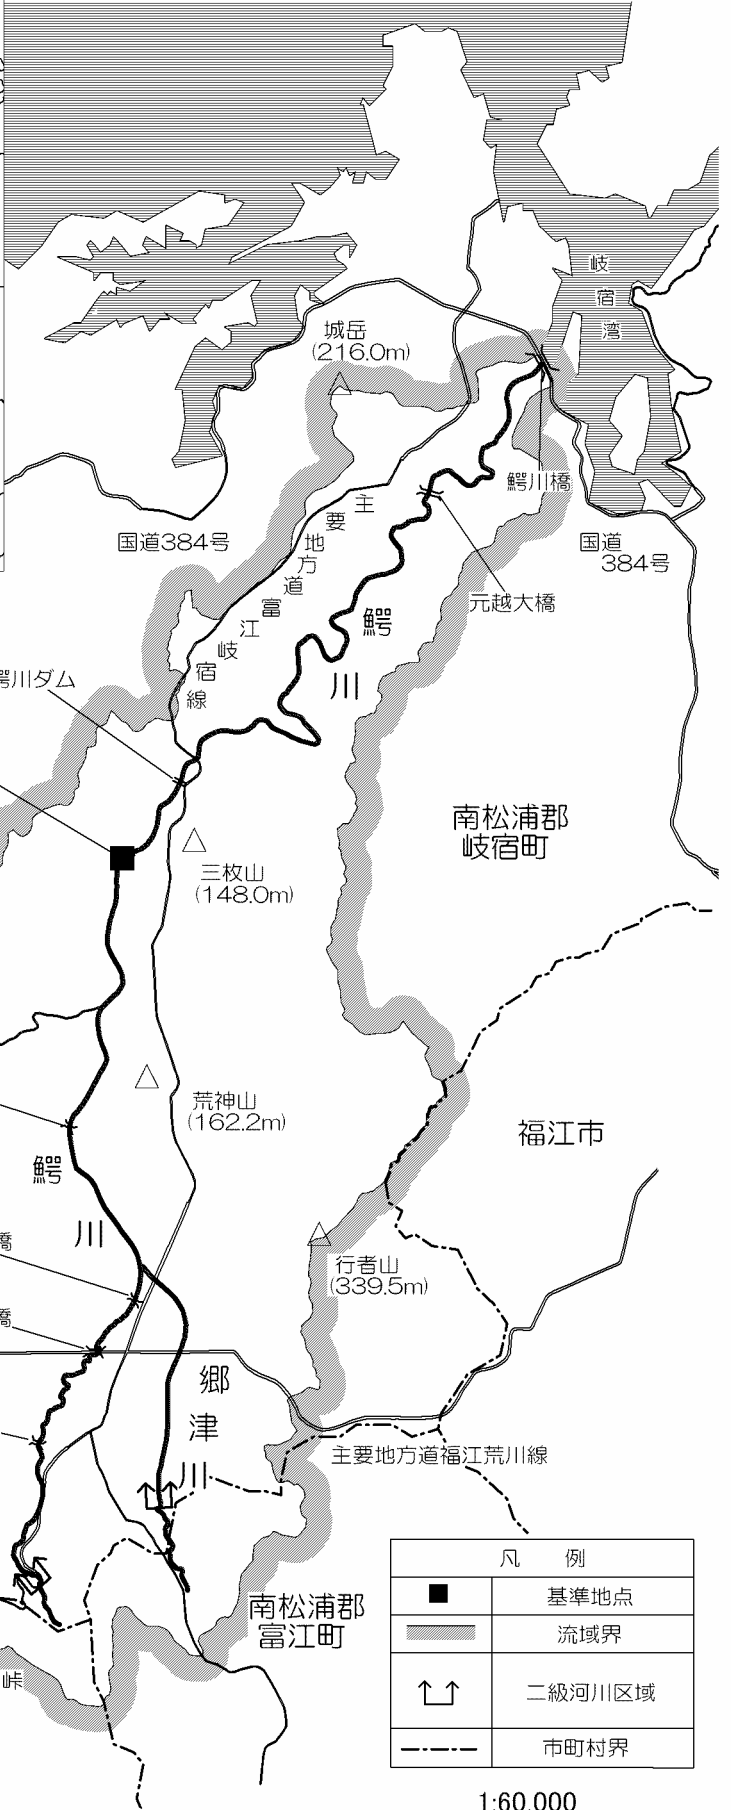 岐宿湾
城岳
(216.0m)
鰐川橋
主要地方道富江岐宿線
国道384号
国道
384号
元越大橋
鰐川
川ダム
南松浦郡
岐宿町
三枚山
(148.0m)
荒神山
(162.2m)
福江市
鰐川
橋
行者山
(339.5m)
橋
郷津川
主要地方道福江荒川線
南松浦郡
富江町
峠
凡 例
基準地点
流域界
二級河川区域
市町村界
1:60,000